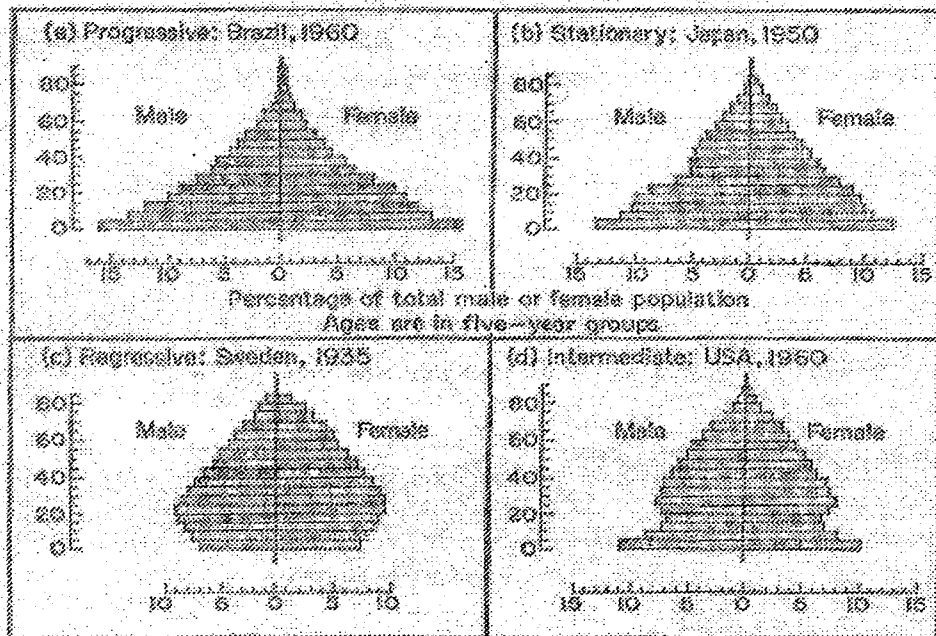 (a) Progressive: Brazil, 1960
80
Male Female
60
40
20
0
15 10 5 0 5 10 15
(b) Stationery: Japan, 1950
80
Male Female
60
40
20
0
15 10 5 0 5 10 15
Percentage of total male or female population
Ages are in five-year groups
(c) Regressive: Sweden, 1935
80
Male Female
60
40
20
0
10 5 0 5 10
(d) Intermediate: USA, 1960
80
Male Female
60
40
20
0
15 10 5 0 5 10 15